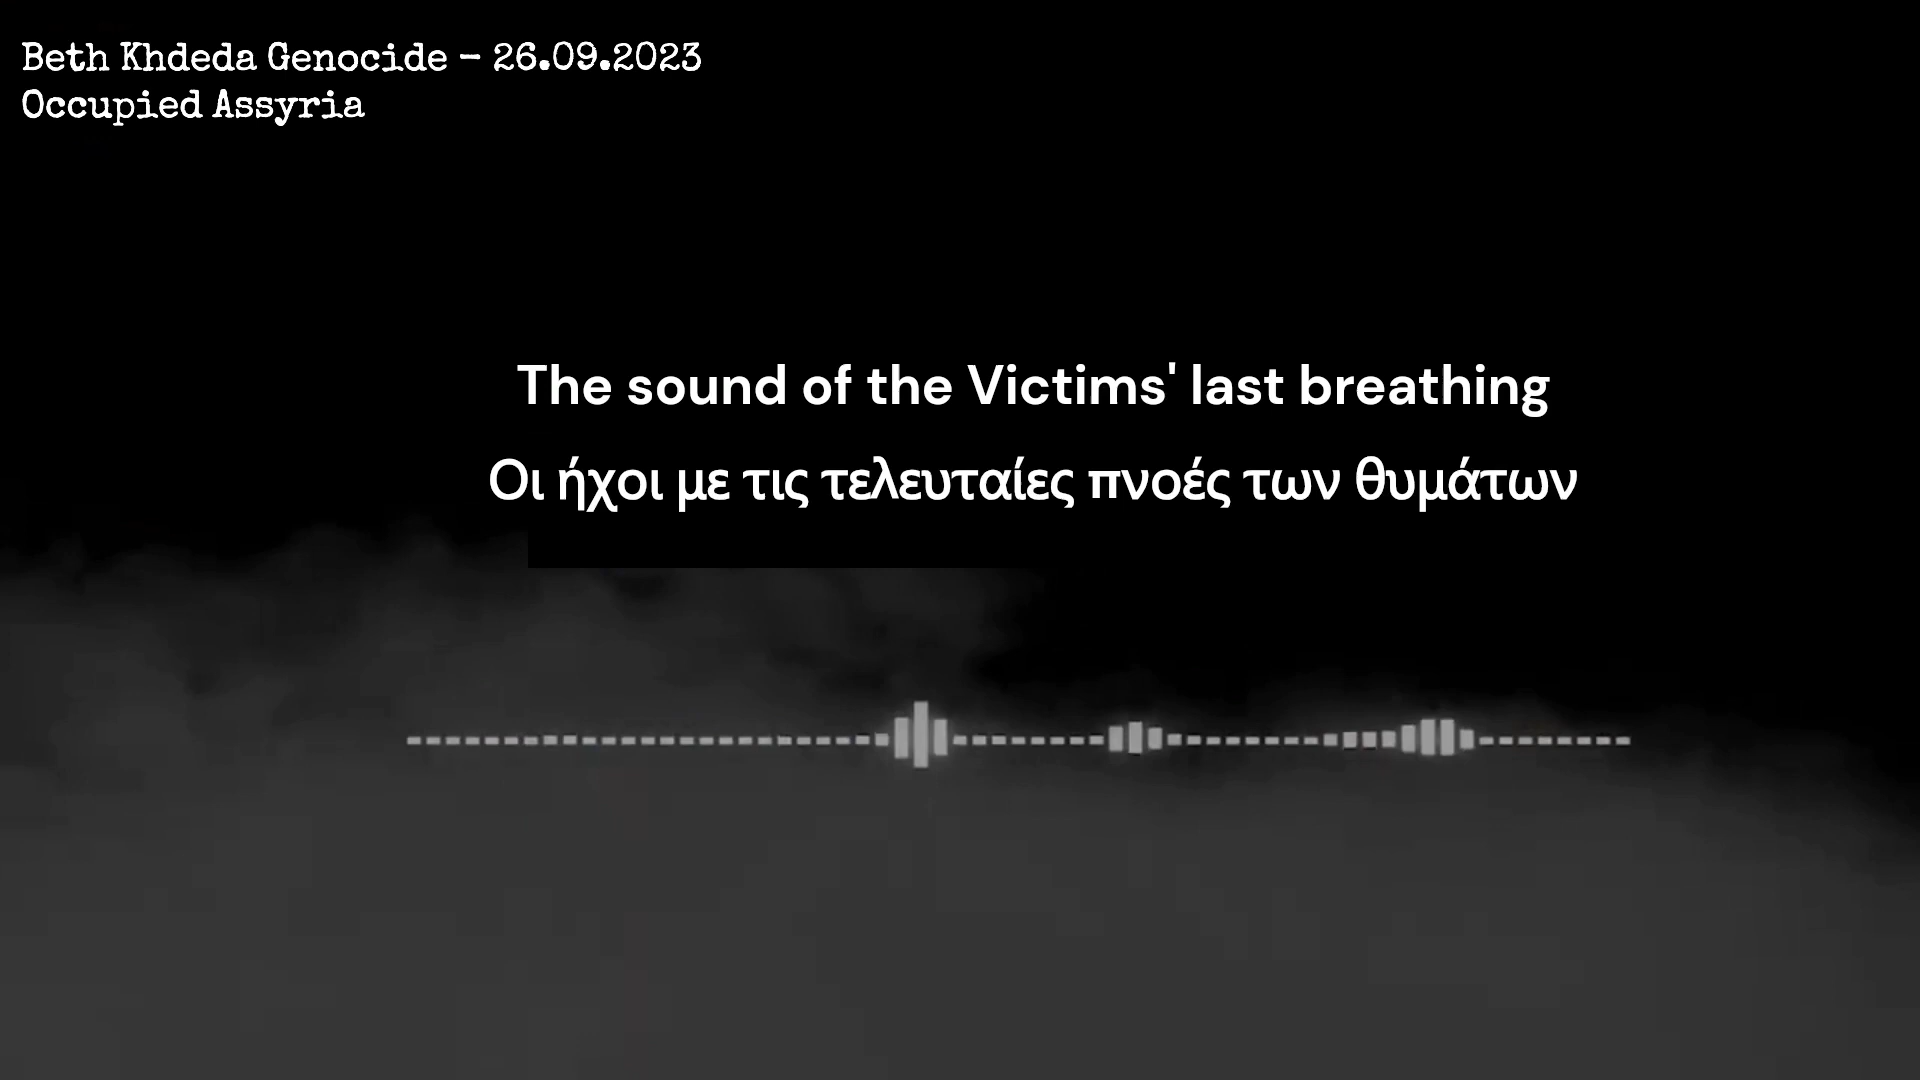 Beth Khdeda Genocide - 26.09.2023
Occupied Assyria
The sound of the Victims' last breathing
Οι ήχοι με τις τελευταίες πνοές των θυμάτων